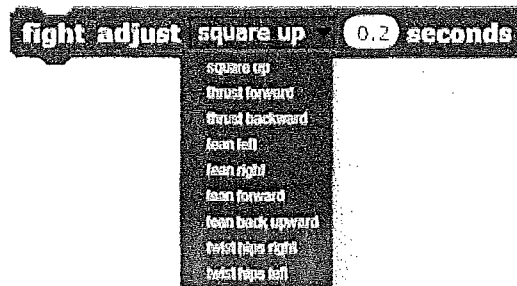 fight adjust square up 0.2 seconds
square up
thrust forward
thrust backward
lean left
lean right
lean forward
lean back upward
twist hips right
twist hips left